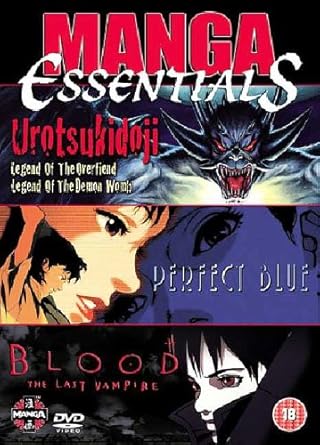 MANGA
ESSENTIALS
Urotsukidoji
Legend Of The Overfiend
Legend Of The Demon Womb
PERFECT BLUE
BLOOD
THE LAST VAMPIRE
MANGA
DVD
VIDEO
18